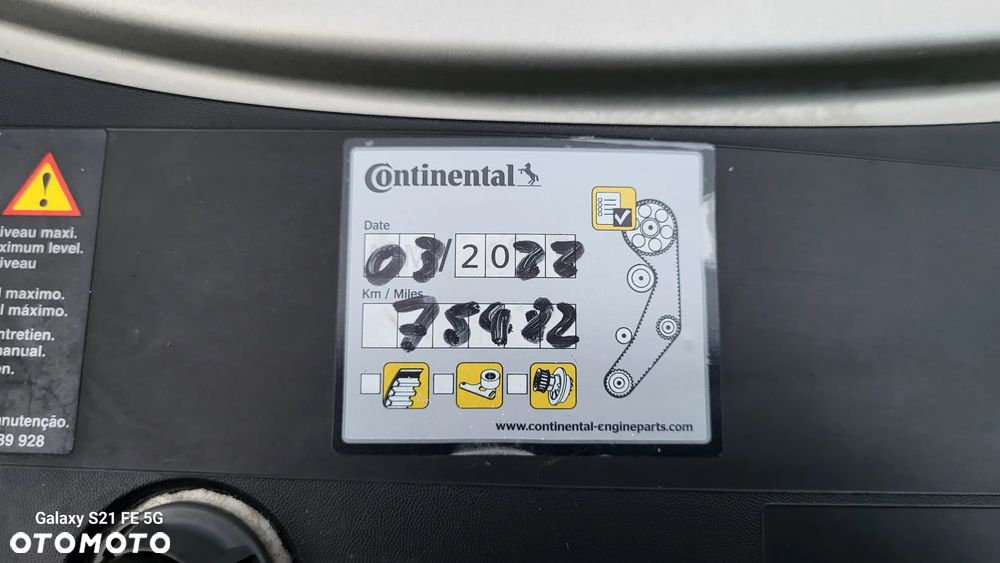 Continental
Date
03/2022
Km / Miles
75982
www.continental-engineparts.com
iveau maxi.
ximum level.
iveau
l maximo.
l máximo.
ntretien.
manual.
en.
nutenção.
39 928
Galaxy S21 FE 5G
OTOMOTO